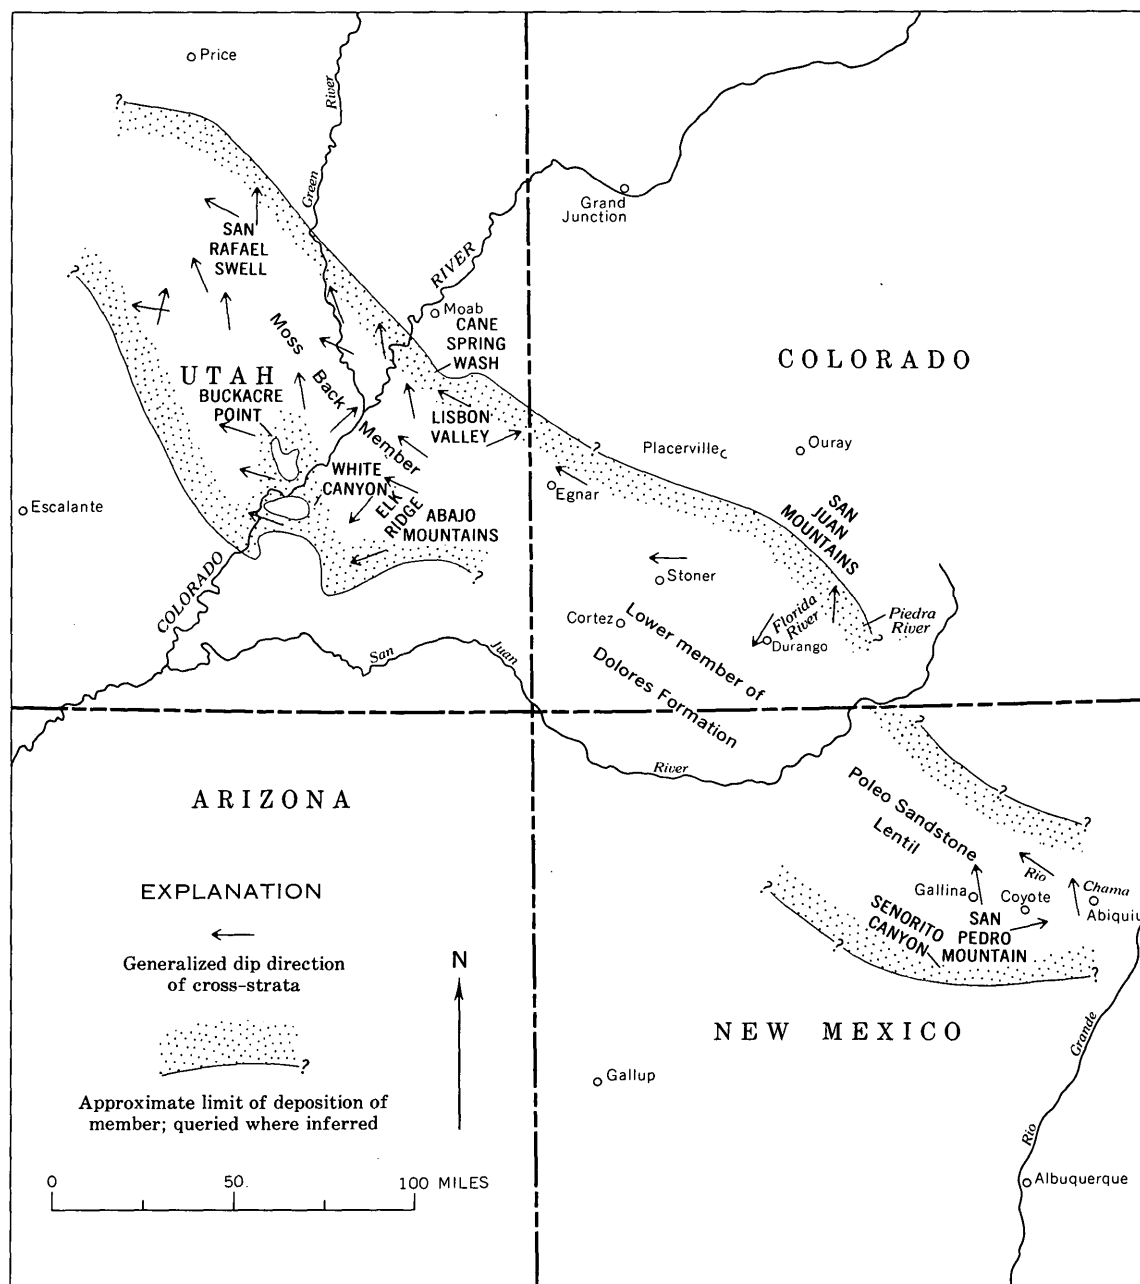 Price
?
River
Green
Grand
Junction
SAN
RAFAEL
SWELL
RIVER
?
Moab
CANE
SPRING
WASH
Moss
Back
Member
COLORADO
UTAH
BUCKACRE
POINT
LISBON
VALLEY
?
Placerville
Ouray
WHITE
CANYON
ELK
RIDGE
ABAJO
MOUNTAINS
Egnar
SAN
JUAN
MOUNTAINS
Escalante
?
COLORADO
Stoner
Florida
River
Piedra
River
?
Cortez
Durango
Lower member of
Dolores Formation
San
Juan
River
?
ARIZONA
Poleo Sandstone
Lentil
?
?
EXPLANATION
Generalized dip direction
of cross-strata
?
Approximate limit of deposition of
member; queried where inferred
0 50. 100 MILES
N
?
Rio
Chama
Gallina
Coyote
Abiquiu
SENORITO
CANYON
SAN
PEDRO
MOUNTAIN
?
?
NEW MEXICO
Gallup
Rio
Grande
Albuquerque